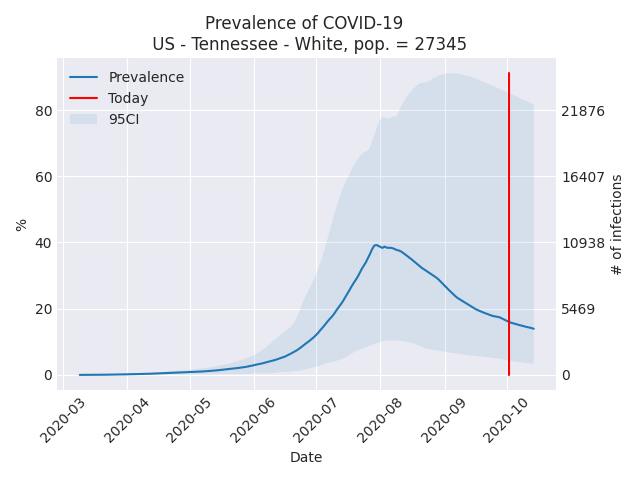 Prevalence of COVID-19
US - Tennessee - White, pop. = 27345
Prevalence
Today
95CI
80
60
40
20
0
%
21876
16407
10938
5469
0
# of infections
2020-03
2020-04
2020-05
2020-06
2020-07
2020-08
2020-09
2020-10
Date